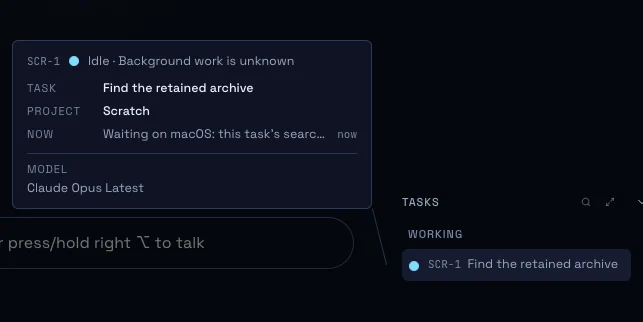 SCR-1 Idle · Background work is unknown
TASK Find the retained archive
PROJECT Scratch
NOW Waiting on macOS: this task's searc… now
MODEL
Claude Opus Latest
press/hold right ⌥ to talk
TASKS
WORKING
SCR-1 Find the retained archive